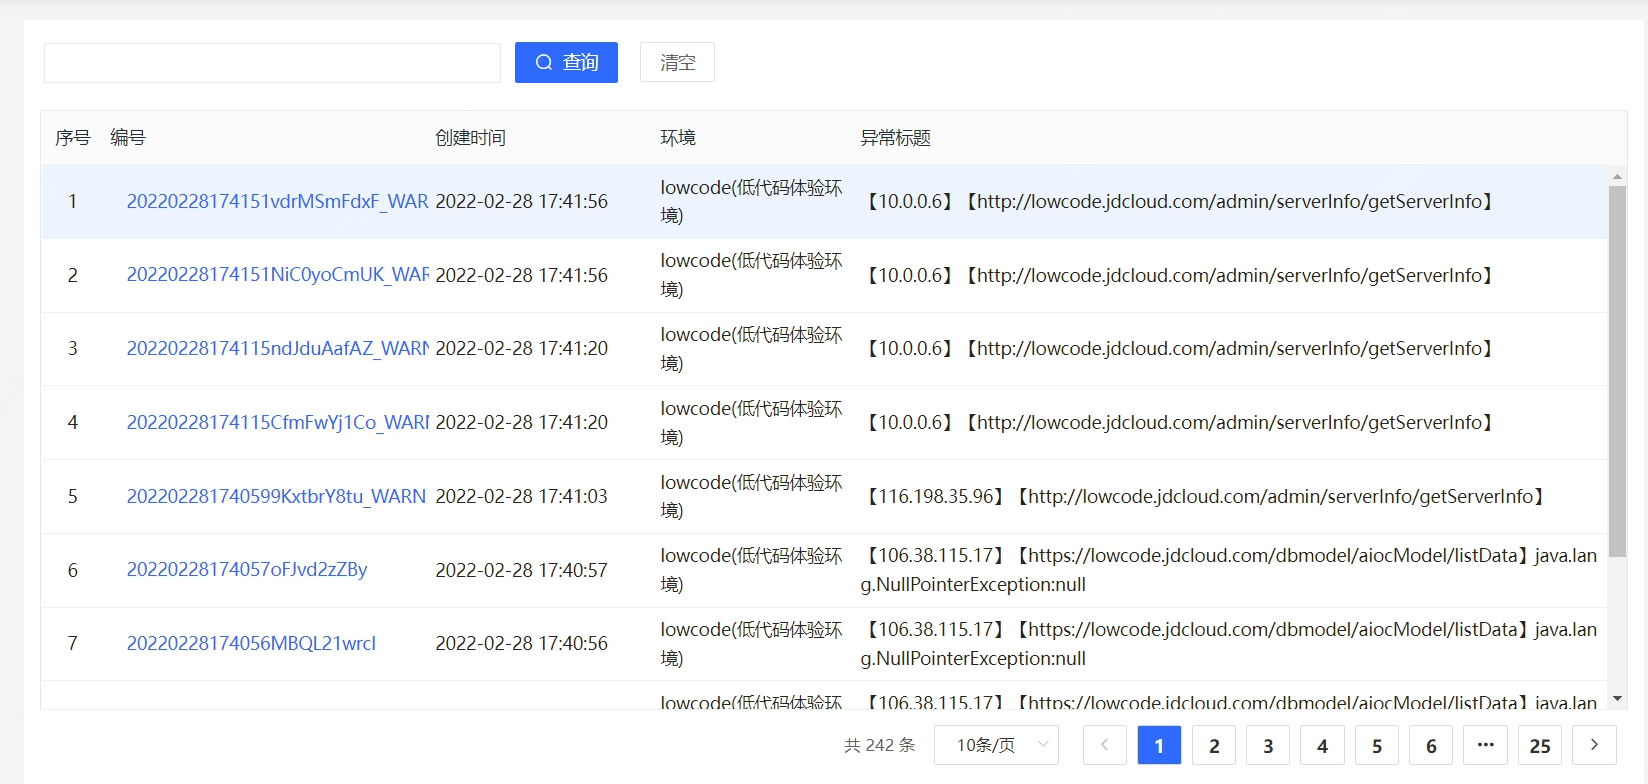 查询 清空
序号 编号 创建时间 环境 异常标题
1 20220228174151vdrMSmFdxF_WAR 2022-02-28 17:41:56 lowcode(低代码体验环 【10.0.0.6】【http://lowcode.jdcloud.com/admin/serverInfo/getServerInfo】
境)
2 20220228174151NiC0yoCmUK_WAR 2022-02-28 17:41:56 lowcode(低代码体验环 【10.0.0.6】【http://lowcode.jdcloud.com/admin/serverInfo/getServerInfo】
境)
3 20220228174115ndJduAafAZ_WARN 2022-02-28 17:41:20 lowcode(低代码体验环 【10.0.0.6】【http://lowcode.jdcloud.com/admin/serverInfo/getServerInfo】
境)
4 20220228174115CfmFwYj1Co_WARN 2022-02-28 17:41:20 lowcode(低代码体验环 【10.0.0.6】【http://lowcode.jdcloud.com/admin/serverInfo/getServerInfo】
境)
5 202202281740599KxtbrY8tu_WARN 2022-02-28 17:41:03 lowcode(低代码体验环 【116.198.35.96】【http://lowcode.jdcloud.com/admin/serverInfo/getServerInfo】
境)
6 20220228174057oFJvd2zZBy 2022-02-28 17:40:57 lowcode(低代码体验环 【106.38.115.17】【https://lowcode.jdcloud.com/dbmodel/aiocModel/listData】java.lan
境) g.NullPointerException:null
7 20220228174056MBQL21wrcI 2022-02-28 17:40:56 lowcode(低代码体验环 【106.38.115.17】【https://lowcode.jdcloud.com/dbmodel/aiocModel/listData】java.lan
境) g.NullPointerException:null
lowcode(低代码体验环 【106.38.115.17】【https://lowcode.jdcloud.com/dbmodel/aiocModel/listData】java.lan
共 242 条 10条/页 1 2 3 4 5 6 ... 25